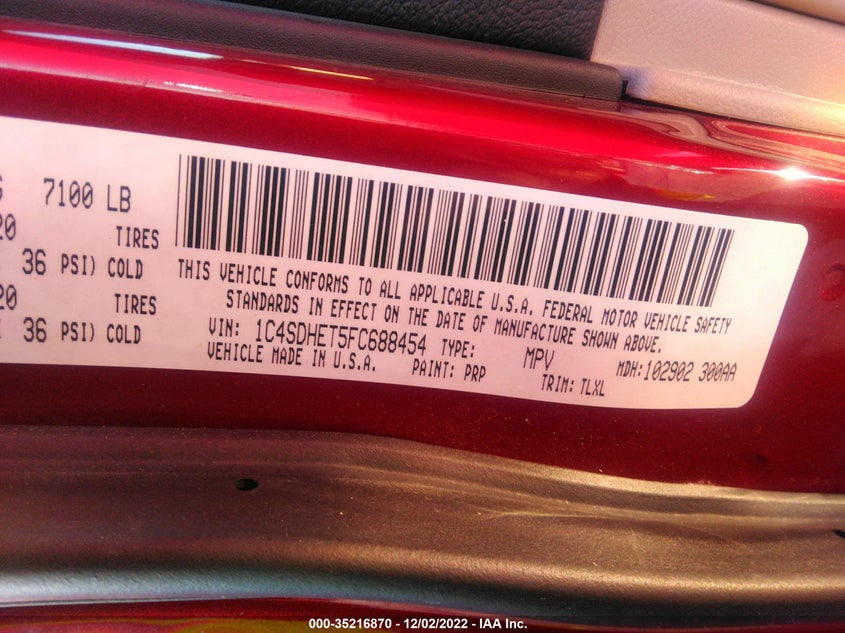 7100 LB
20 TIRES
36 PSI) COLD
20 TIRES
36 PSI) COLD
THIS VEHICLE CONFORMS TO ALL APPLICABLE U.S.A. FEDERAL MOTOR VEHICLE SAFETY
STANDARDS IN EFFECT ON THE DATE OF MANUFACTURE SHOWN ABOVE.
VIN: 1C4SDHET5FC688454 TYPE: MPV MDH:102902 300AA
VEHICLE MADE IN U.S.A. PAINT: PRP TRIM: TLXL
000-35216870 - 12/02/2022 - IAA Inc.